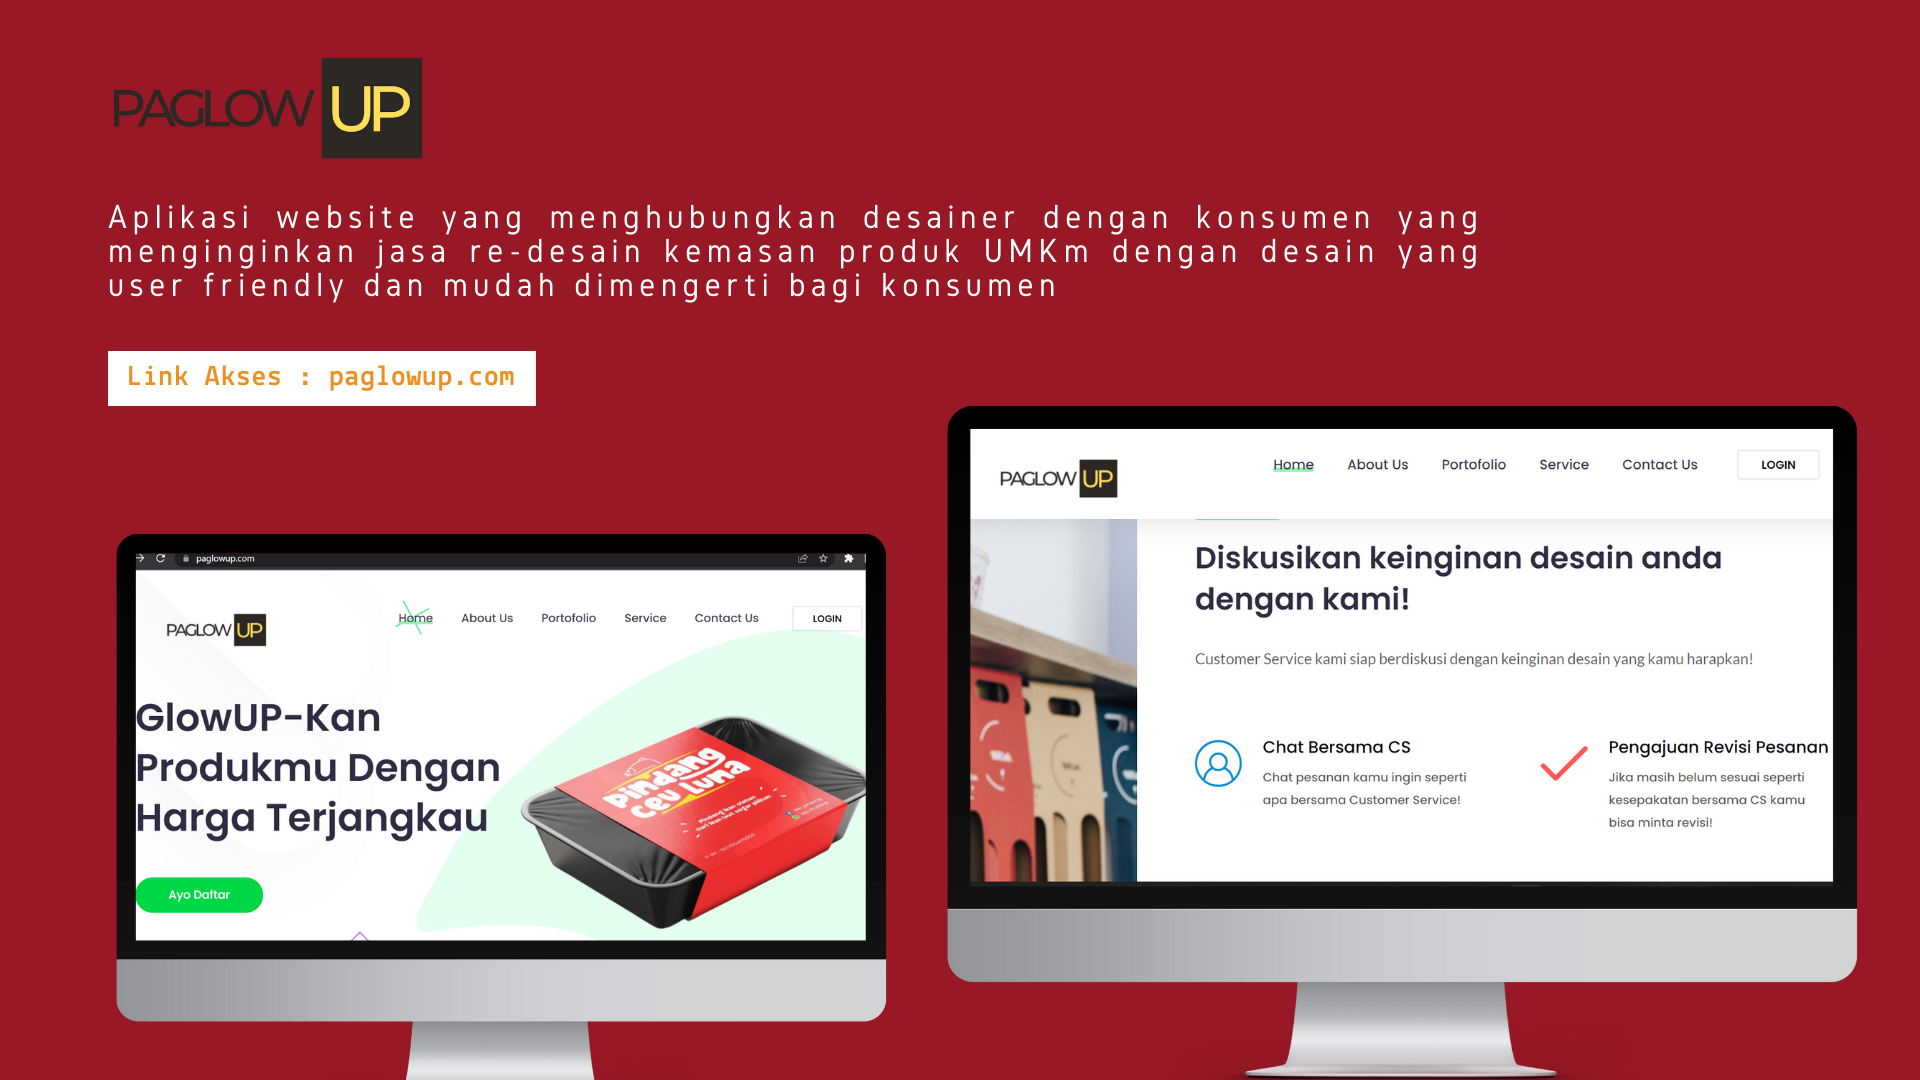 PAGLOW UP
Aplikasi website yang menghubungkan desainer dengan konsumen yang
menginginkan jasa re-desain kemasan produk UMKm dengan desain yang
user friendly dan mudah dimengerti bagi konsumen
Link Akses : paglowup.com
paglowup.com
PAGLOW UP
Home About Us Portofolio Service Contact Us LOGIN
GlowUP-Kan
Produkmu Dengan
Harga Terjangkau
Ayo Daftar
Pindang
Ceu Luna
PAGLOW UP
Home About Us Portofolio Service Contact Us LOGIN
Diskusikan keinginan desain anda
dengan kami!
Customer Service kami siap berdiskusi dengan keinginan desain yang kamu harapkan!
Chat Bersama CS
Chat pesanan kamu ingin seperti
apa bersama Customer Service!
Pengajuan Revisi Pesanan
Jika masih belum sesuai seperti
kesepakatan bersama CS kamu
bisa minta revisi!